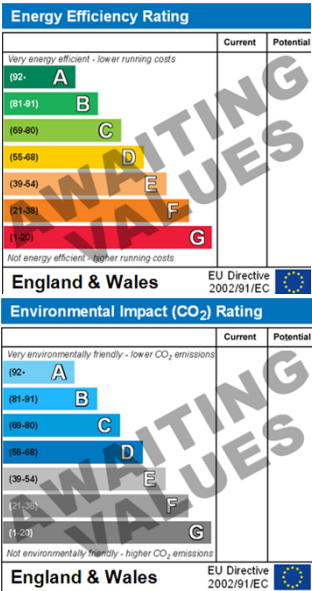 Energy Efficiency Rating
Current Potential
Very energy efficient - lower running costs
(92- A
(81-91) B
(69-80) C
(55-68) D
(39-54) E
(21-38) F
(1-20) G
Not energy efficient - higher running costs
AWAITING VALUES
England & Wales
EU Directive
2002/91/EC
Environmental Impact (CO2) Rating
Current Potential
Very environmentally friendly - lower CO2 emissions
(92- A
(81-91) B
(69-80) C
(55-68) D
(39-54) E
(21-38) F
(1-20) G
Not environmentally friendly - higher CO2 emissions
AWAITING VALUES
England & Wales
EU Directive
2002/91/EC